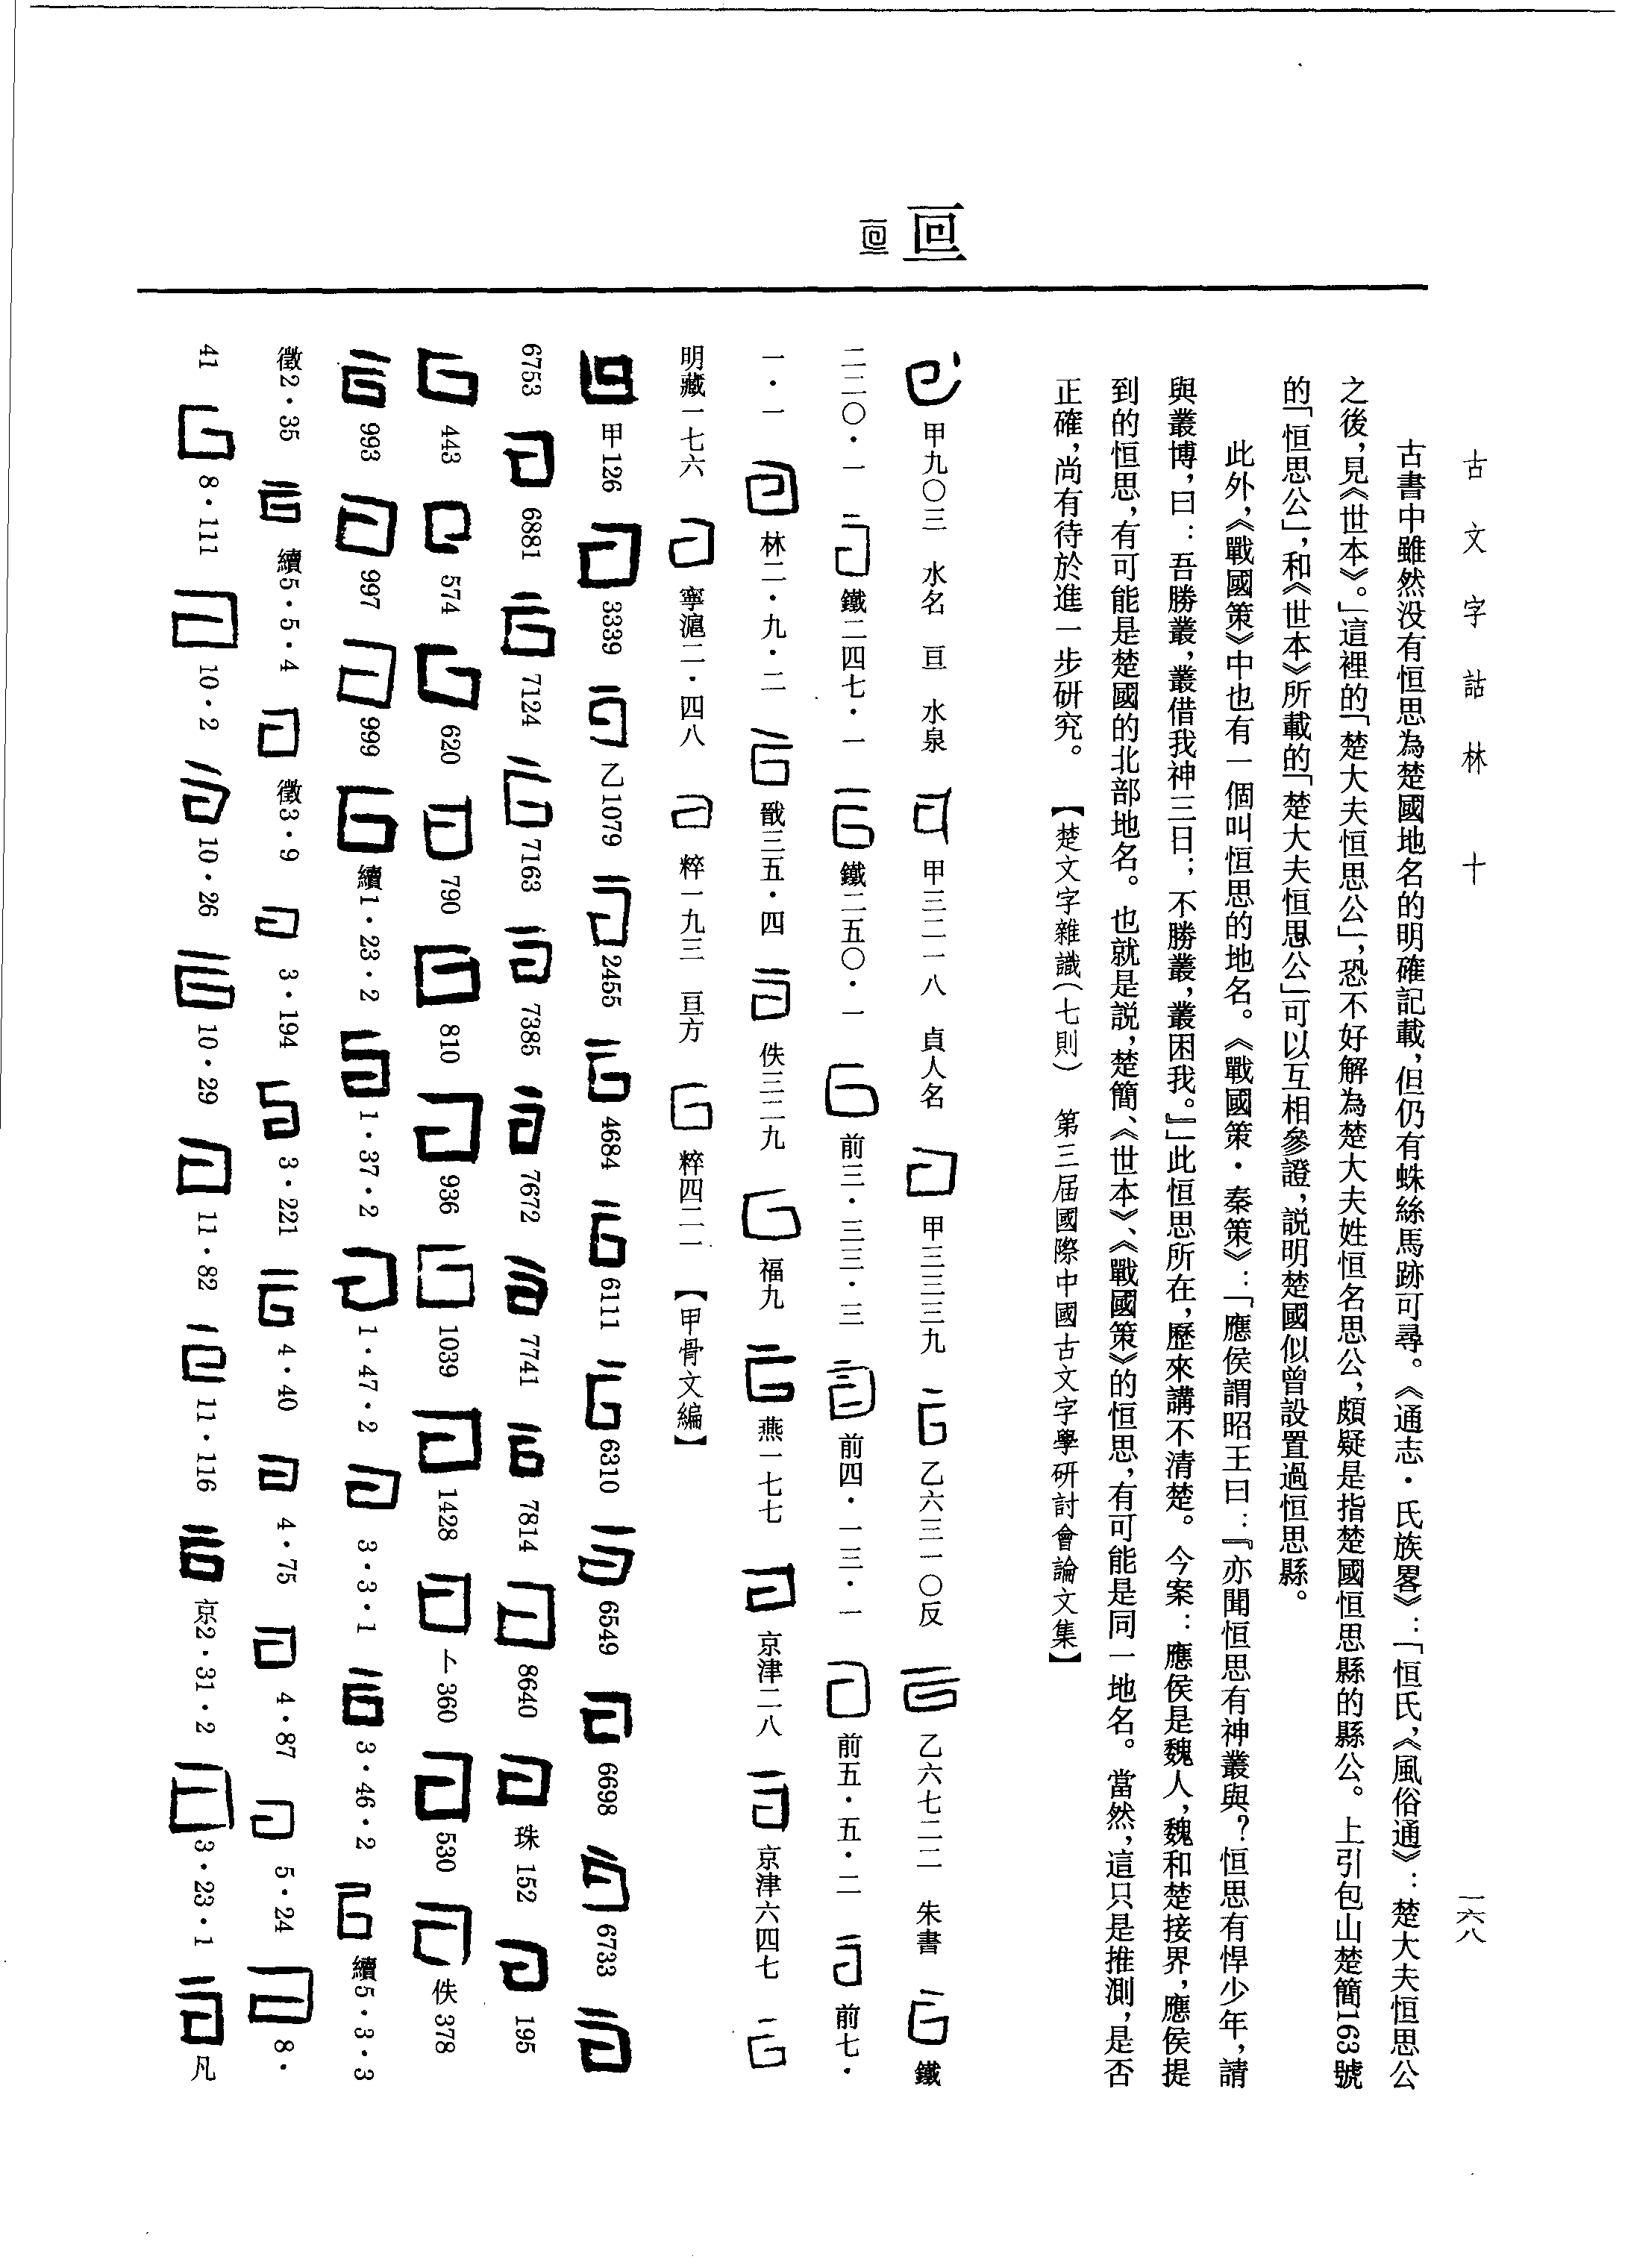 古文字詁林 十
一六八
古書中雖然没有恒思為楚國地名的明確記載，但仍有蛛絲馬跡可尋。《通志·氏族畧》：「恒氏，《風俗通》：楚大夫恒思公
之後，見《世本》。」這裡的「楚大夫恒思公」，恐不好解為楚大夫姓恒名思公，頗疑是指楚國恒思縣的縣公。上引包山楚簡163號
的「恒思公」，和《世本》所載的「楚大夫恒思公」可以互相參證，説明楚國似曾設置過恒思縣。
此外，《戰國策》中也有一個叫恒思的地名。《戰國策·秦策》：「應侯謂昭王曰：『亦聞恒思有神叢與？恒思有悍少年，請
與叢博，曰：吾勝叢，叢借我神三日；不勝叢，叢困我。』」此恒思所在，歷來講不清楚。今案：應侯是魏人，魏和楚接界，應侯提
到的恒思，有可能是楚國的北部地名。也就是説，楚簡、《世本》、《戰國策》的恒思，有可能是同一地名。當然，這只是推測，是否
正確，尚有待於進一步研究。 【楚文字雜識（七則） 第三届國際中國古文字學研討會論文集】
亘
甲九〇三 水名 亘 水泉 甲三二一八 貞人名 甲三三三九 乙六三一〇反 乙六七二二 朱書 鐵
二二〇·一 鐵二四七·一 鐵二五〇·一 前三·三三·三 前四·一三·一 前五·五·二 前七·
一·一 林二·九·二 戩三五·四 佚三二九 福九 燕一七七 京津二八 京津六四七
明藏一七六 寧滬二·四八 粹一九三 亘方 粹四二一 【甲骨文編】
甲126 3339 乙1079 2455 4684 6111 6310 6549 6698 6733
6753 6881 7124 7163 7385 7672 7741 7814 8640 珠152 195
443 574 620 790 810 936 1039 1428 𠂉360 530 佚378
993 997 999 續1·23·2 1·37·2 1·47·2 3·3·1 3·46·2 續5·3·3
徵2·35 續5·5·4 徵3·9 3·194 3·221 4·40 4·75 4·87 5·24 8·
41 8·111 10·2 10·26 10·29 11·82 11·116 京2·31·2 3·23·1 凡